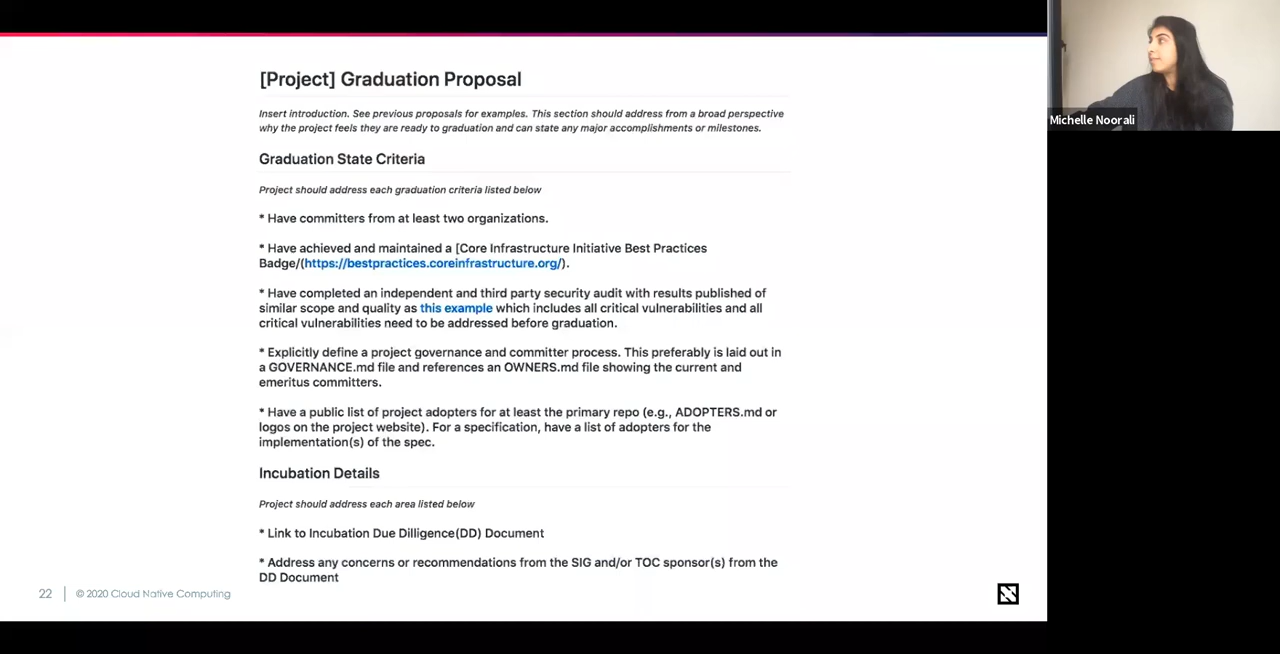 [Project] Graduation Proposal
Insert introduction. See previous proposals for examples. This section should address from a broad perspective
why the project feels they are ready to graduation and can state any major accomplishments or milestones.
Graduation State Criteria
Project should address each graduation criteria listed below
* Have committers from at least two organizations.
* Have achieved and maintained a [Core Infrastructure Initiative Best Practices
Badge/(https://bestpractices.coreinfrastructure.org/).
* Have completed an independent and third party security audit with results published of
similar scope and quality as this example which includes all critical vulnerabilities and all
critical vulnerabilities need to be addressed before graduation.
* Explicitly define a project governance and committer process. This preferably is laid out in
a GOVERNANCE.md file and references an OWNERS.md file showing the current and
emeritus committers.
* Have a public list of project adopters for at least the primary repo (e.g., ADOPTERS.md or
logos on the project website). For a specification, have a list of adopters for the
implementation(s) of the spec.
Incubation Details
Project should address each area listed below
* Link to Incubation Due Dilligence(DD) Document
* Address any concerns or recommendations from the SIG and/or TOC sponsor(s) from the
DD Document
22 | © 2020 Cloud Native Computing
Michelle Noorali